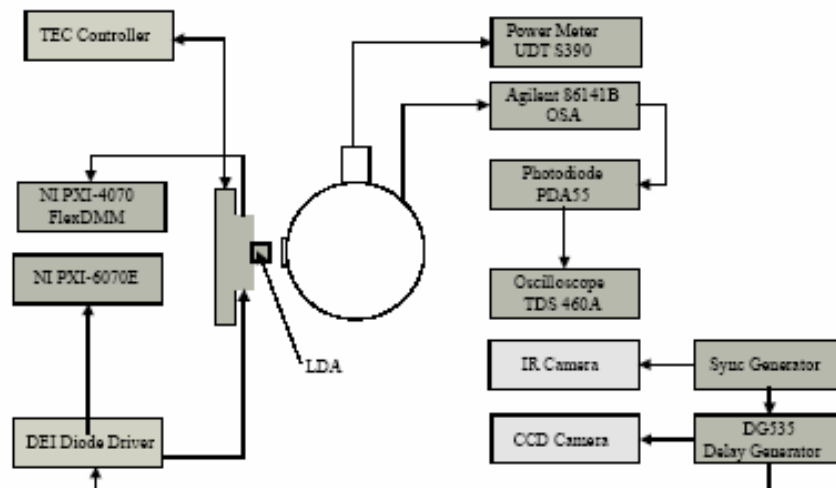 TEC Controller
Power Meter
UDT S390
Agilent 86141B
OSA
NI PXI-4070
FlexDMM
Photodiode
PDA55
NI PXI-6070E
Oscilloscope
TDS 460A
LDA
IR Camera
Sync Generator
DEI Diode Driver
CCD Camera
DG535
Delay Generator